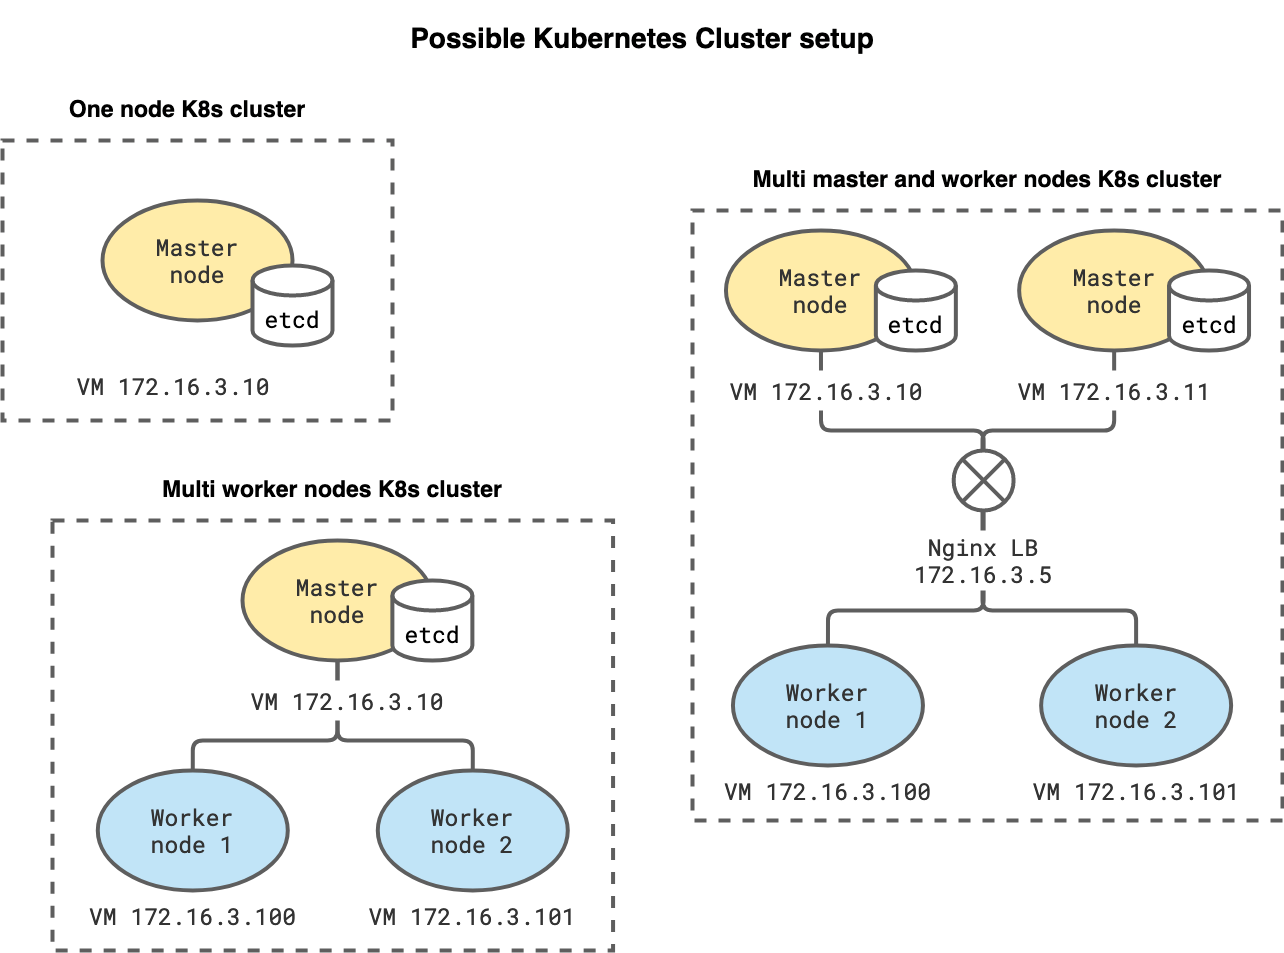 Possible Kubernetes Cluster setup
One node K8s cluster
Master
node
etcd
VM 172.16.3.10
Multi worker nodes K8s cluster
Master
node
etcd
VM 172.16.3.10
Worker
node 1
Worker
node 2
VM 172.16.3.100
VM 172.16.3.101
Multi master and worker nodes K8s cluster
Master
node
etcd
Master
node
etcd
VM 172.16.3.10
VM 172.16.3.11
Nginx LB
172.16.3.5
Worker
node 1
Worker
node 2
VM 172.16.3.100
VM 172.16.3.101